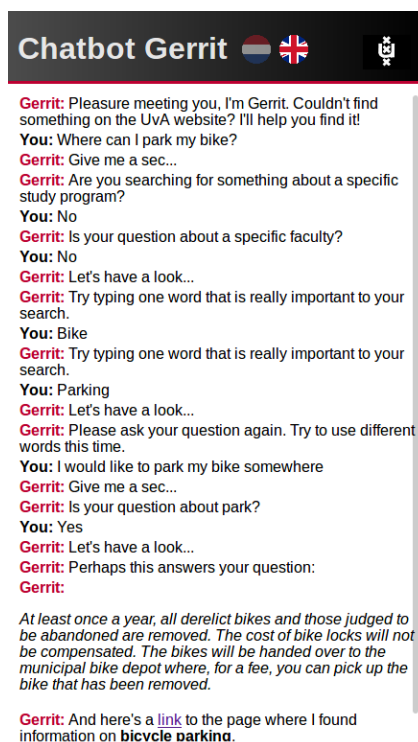 Chatbot Gerrit
Gerrit: Pleasure meeting you, I'm Gerrit. Couldn't find
something on the UvA website? I'll help you find it!
You: Where can I park my bike?
Gerrit: Give me a sec...
Gerrit: Are you searching for something about a specific
study program?
You: No
Gerrit: Is your question about a specific faculty?
You: No
Gerrit: Let's have a look...
Gerrit: Try typing one word that is really important to your
search.
You: Bike
Gerrit: Try typing one word that is really important to your
search.
You: Parking
Gerrit: Let's have a look...
Gerrit: Please ask your question again. Try to use different
words this time.
You: I would like to park my bike somewhere
Gerrit: Give me a sec...
Gerrit: Is your question about park?
You: Yes
Gerrit: Let's have a look...
Gerrit: Perhaps this answers your question:
Gerrit:
At least once a year, all derelict bikes and those judged to
be abandoned are removed. The cost of bike locks will not
be compensated. The bikes will be handed over to the
municipal bike depot where, for a fee, you can pick up the
bike that has been removed.
Gerrit: And here's a link to the page where I found
information on bicycle parking.